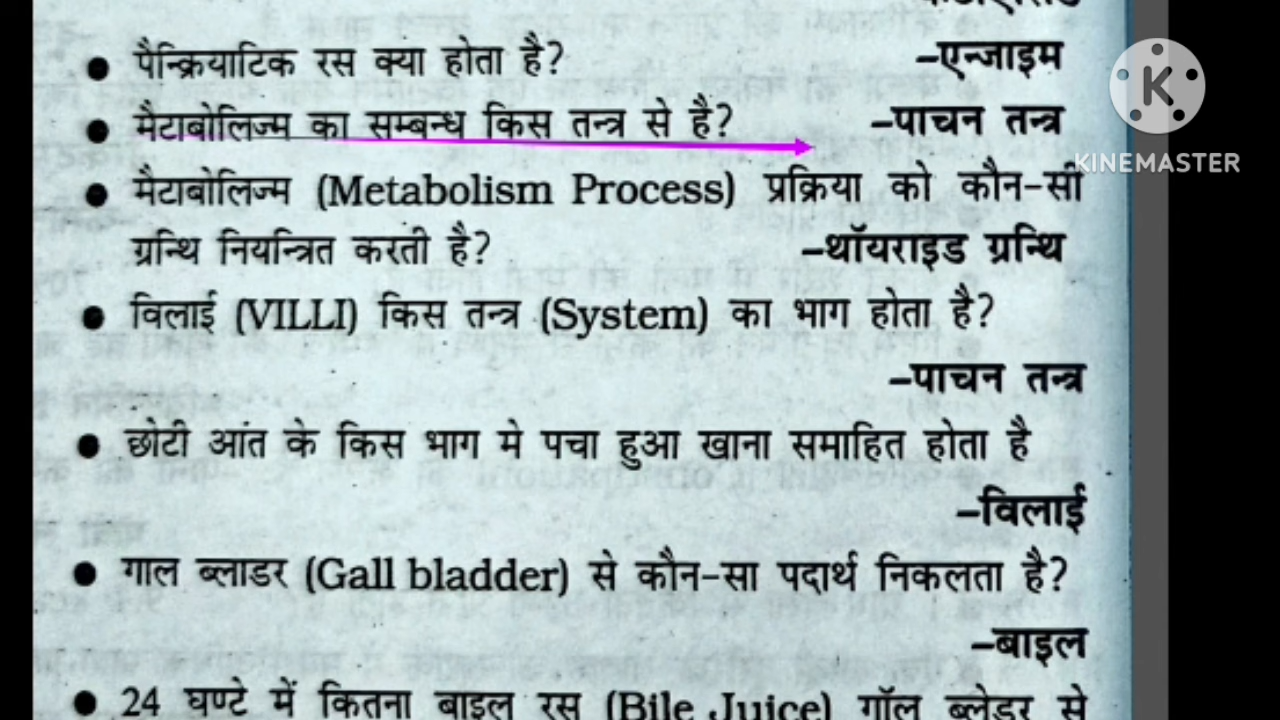 ● पैन्क्रियाटिक रस क्या होता है? –एन्जाइम
● मैटाबोलिज्म का सम्बन्ध किस तन्त्र से है? –पाचन तन्त्र
K
KINEMASTER
● मैटाबोलिज्म (Metabolism Process) प्रक्रिया को कौन-सी
ग्रन्थि नियन्त्रित करती है? –थॉयराइड ग्रन्थि
● विलाई (VILLI) किस तन्त्र (System) का भाग होता है?
–पाचन तन्त्र
● छोटी आंत के किस भाग मे पचा हुआ खाना समाहित होता है
–विलाई
● गाल ब्लाडर (Gall bladder) से कौन-सा पदार्थ निकलता है?
–बाइल
● 24 घण्टे में कितना बाइल रस (Bile Juice) गॉल ब्लेडर से